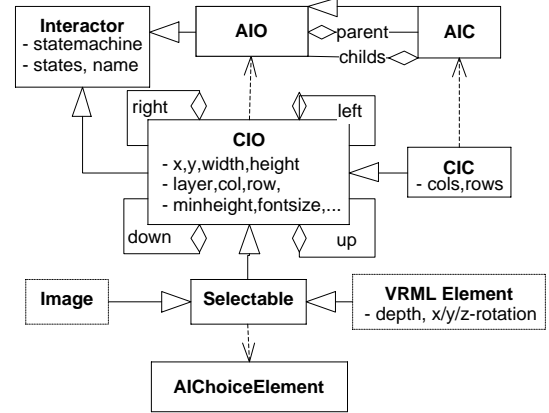 Interactor
- statemachine
- states, name
AIO
parent
childs
AIC
right
left
CIO
- x,y,width,height
- layer,col,row,
- minheight,fontsize,...
CIC
- cols,rows
down
up
Image
Selectable
VRML Element
- depth, x/y/z-rotation
AIChoiceElement